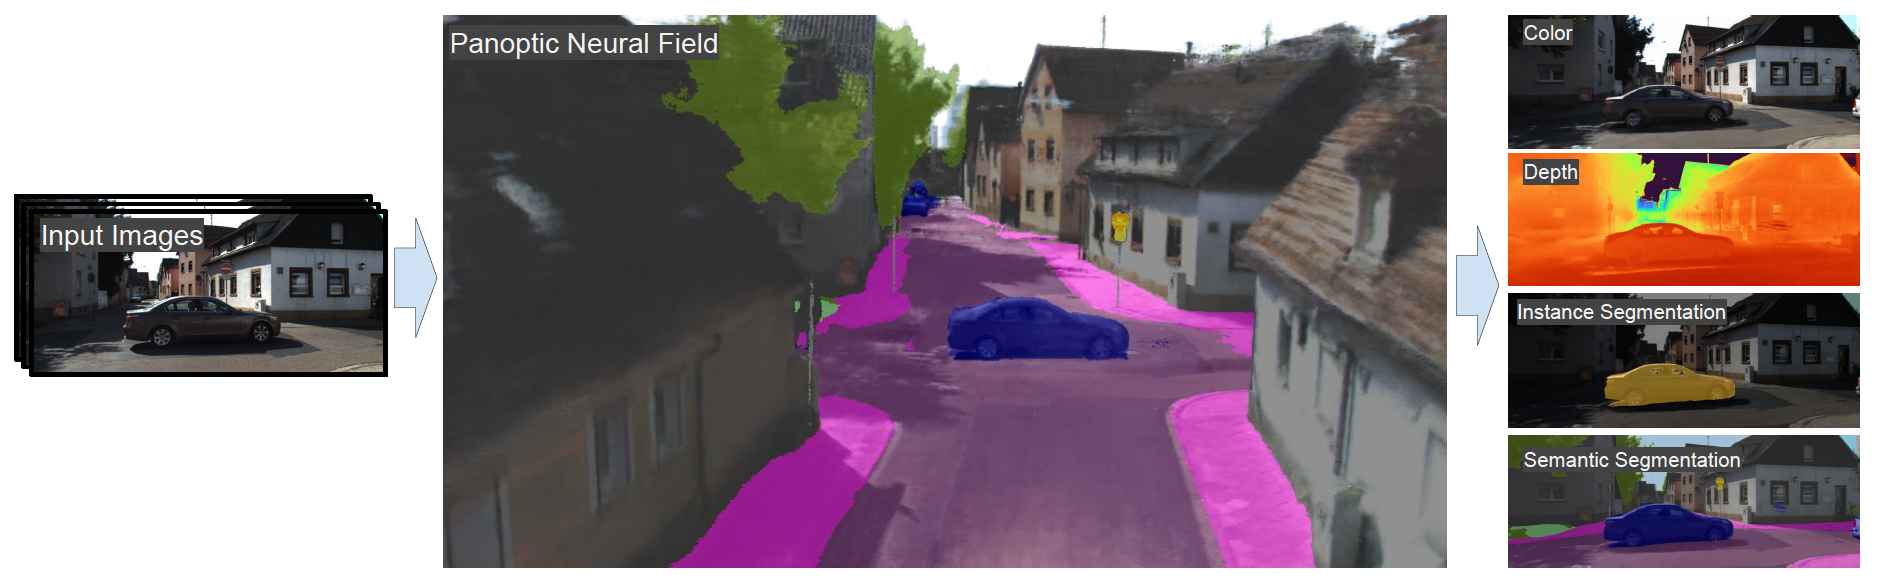 Input Images
Panoptic Neural Field
Color
Depth
Instance Segmentation
Semantic Segmentation